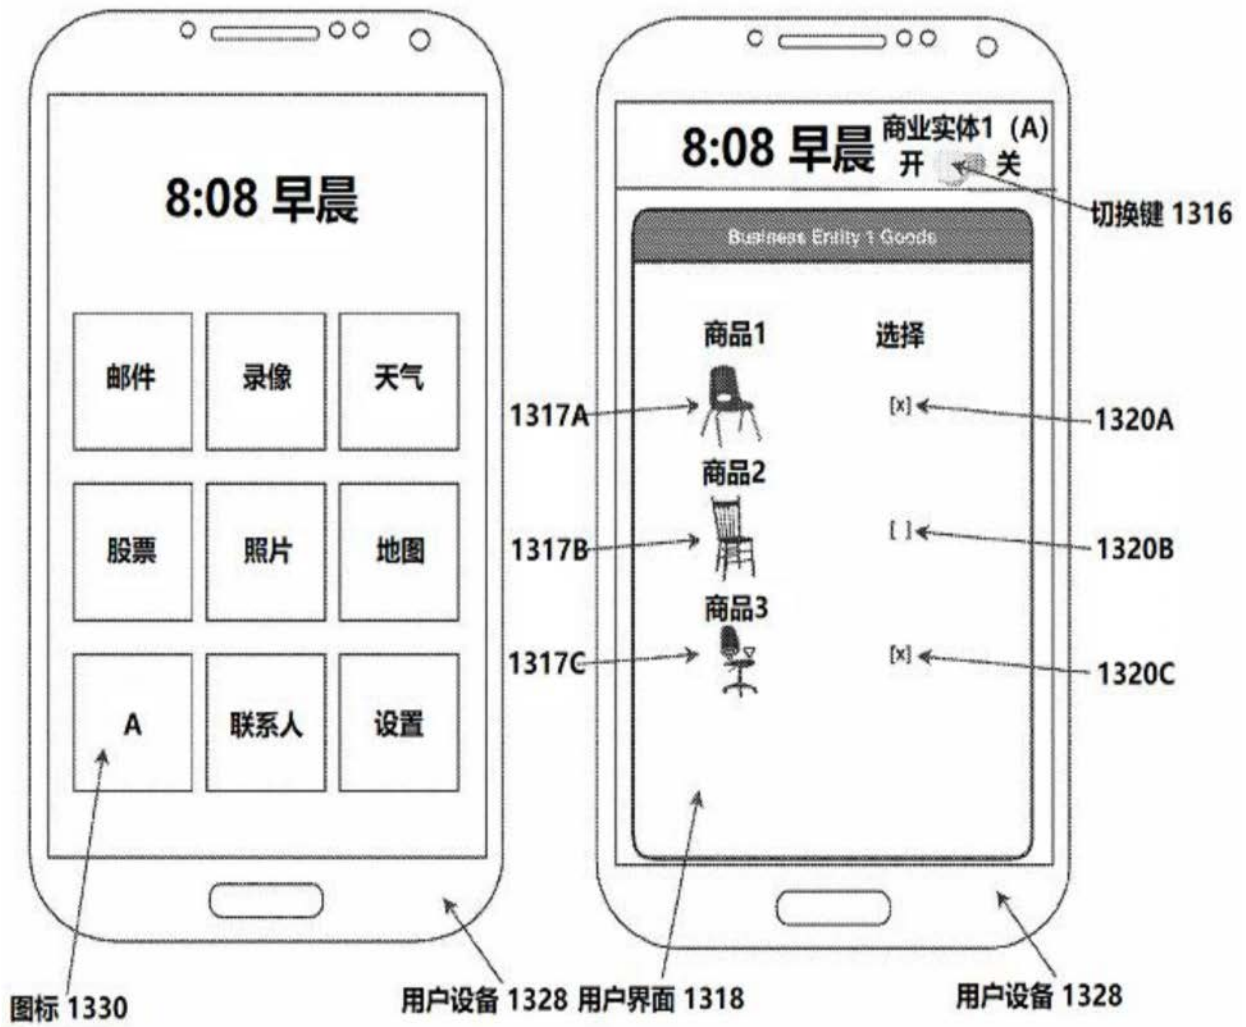 8:08 早晨
邮件 录像 天气
股票 照片 地图
A 联系人 设置
图标 1330
用户设备 1328
商业实体1（A）
8:08 早晨 开 关
切换键 1316
Business Entity 1 Goods
商品1 选择
1317A [x] 1320A
商品2
1317B [ ] 1320B
商品3
1317C [x] 1320C
用户界面 1318
用户设备 1328